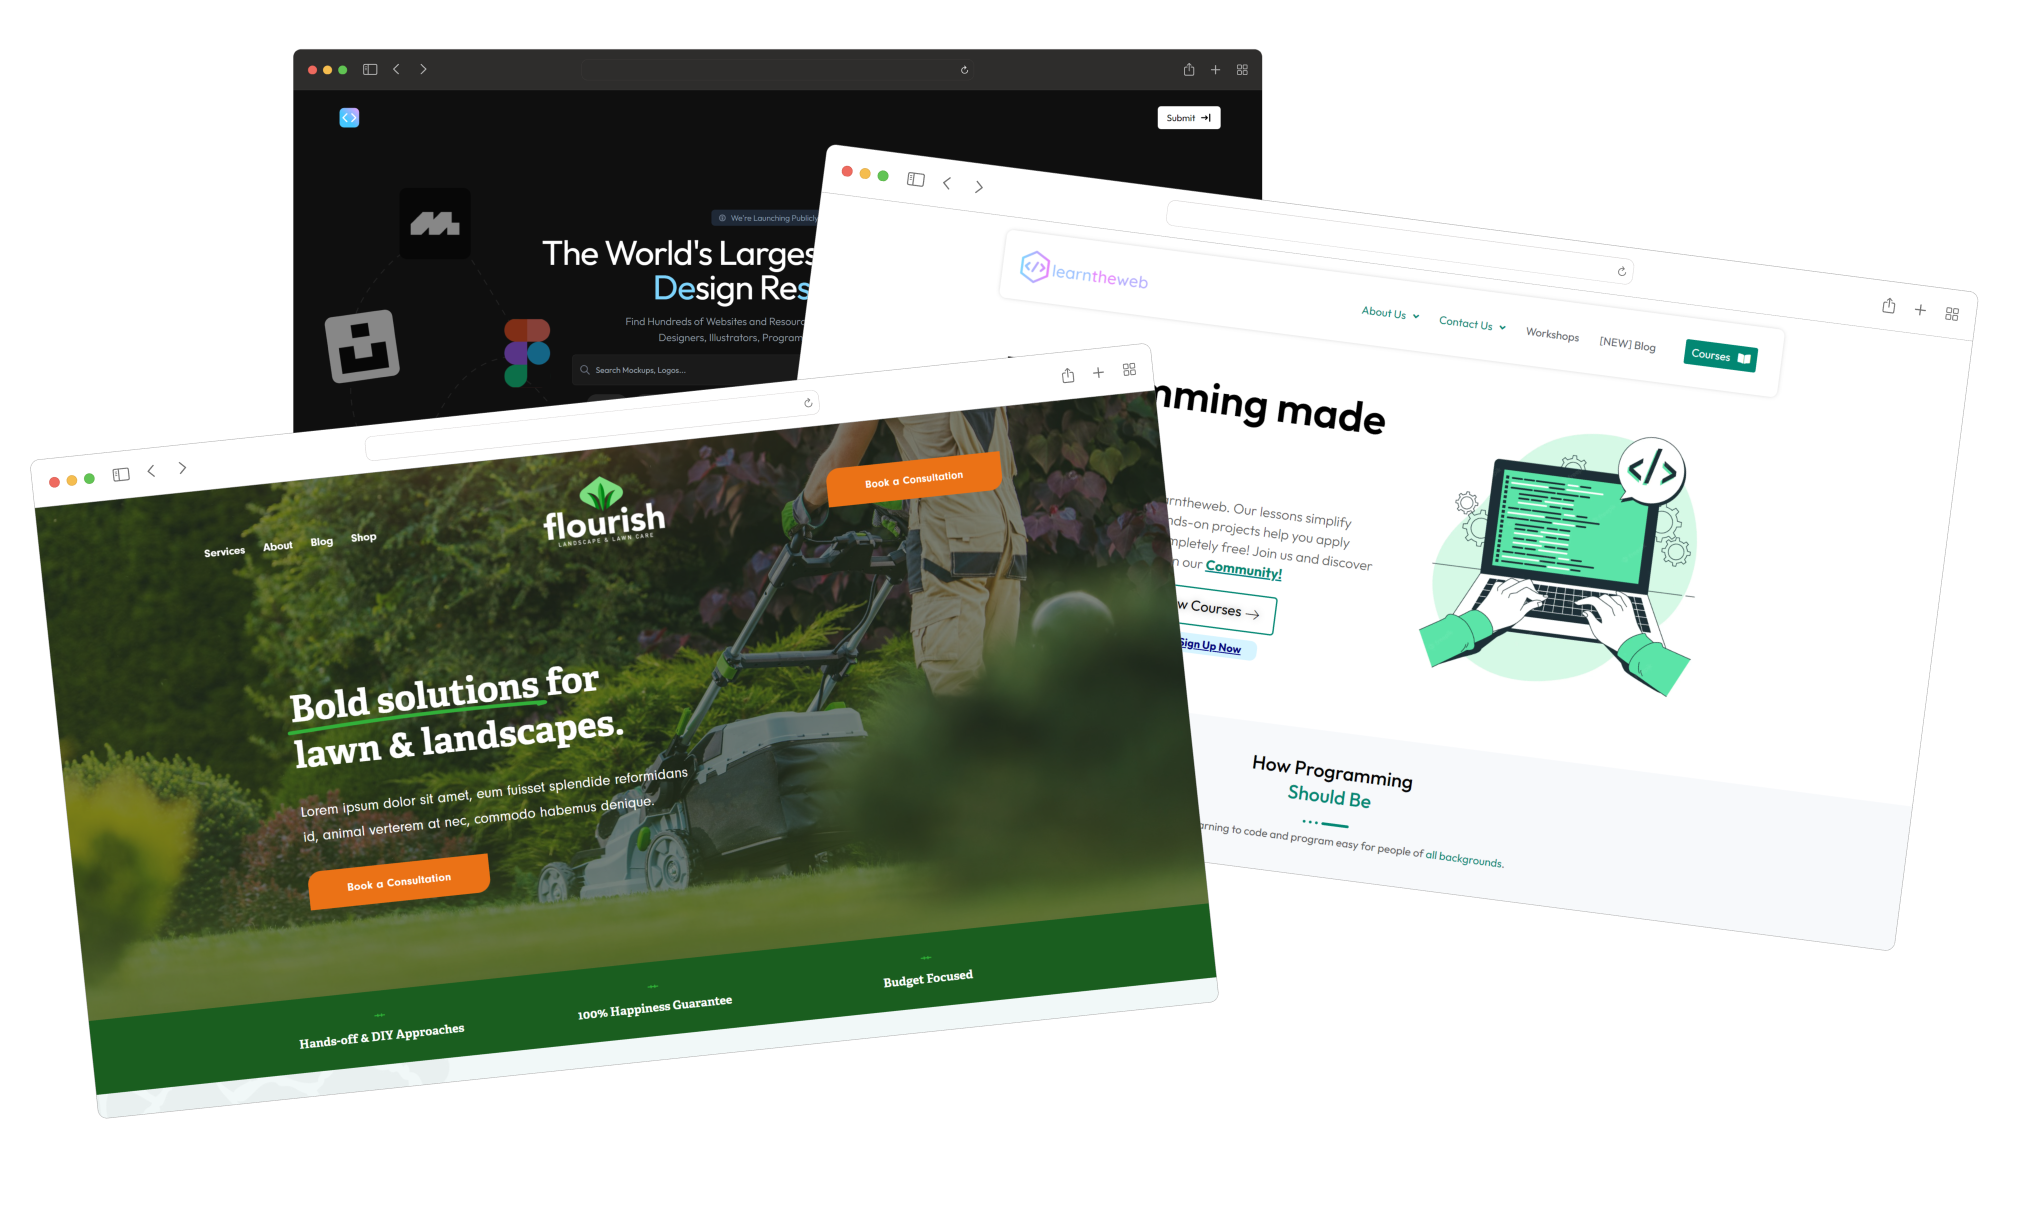 Submit
We're Launching Publicly
The World's Larges
Design Res
Find Hundreds of Websites and Resour
Designers, Illustrators, Program
Search Mockups, Logos...
learntheweb
About Us
Contact Us
Workshops
[NEW] Blog
Courses
mming made
arntheweb. Our lessons simplify
nds-on projects help you apply
mpletely free! Join us and discover
n our Community!
w Courses
Sign Up Now
How Programming
Should Be
arning to code and program easy for people of all backgrounds.
Services
About
Blog
Shop
flourish
LANDSCAPE & LAWN CARE
Book a Consultation
Bold solutions for
lawn & landscapes.
Lorem ipsum dolor sit amet, eum fuisset splendide reformidans
id, animal verterem at nec, commodo habemus denique.
Book a Consultation
Hands-off & DIY Approaches
100% Happiness Guarantee
Budget Focused